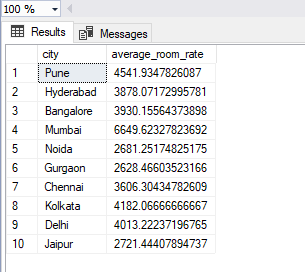 100 %
Results Messages
city average_room_rate
1 Pune 4541.9347826087
2 Hyderabad 3878.07172995781
3 Bangalore 3930.15564373898
4 Mumbai 6649.62327823692
5 Noida 2681.25174825175
6 Gurgaon 2628.46603523166
7 Chennai 3606.30434782609
8 Kolkata 4182.06666666667
9 Delhi 4013.22237196765
10 Jaipur 2721.44407894737